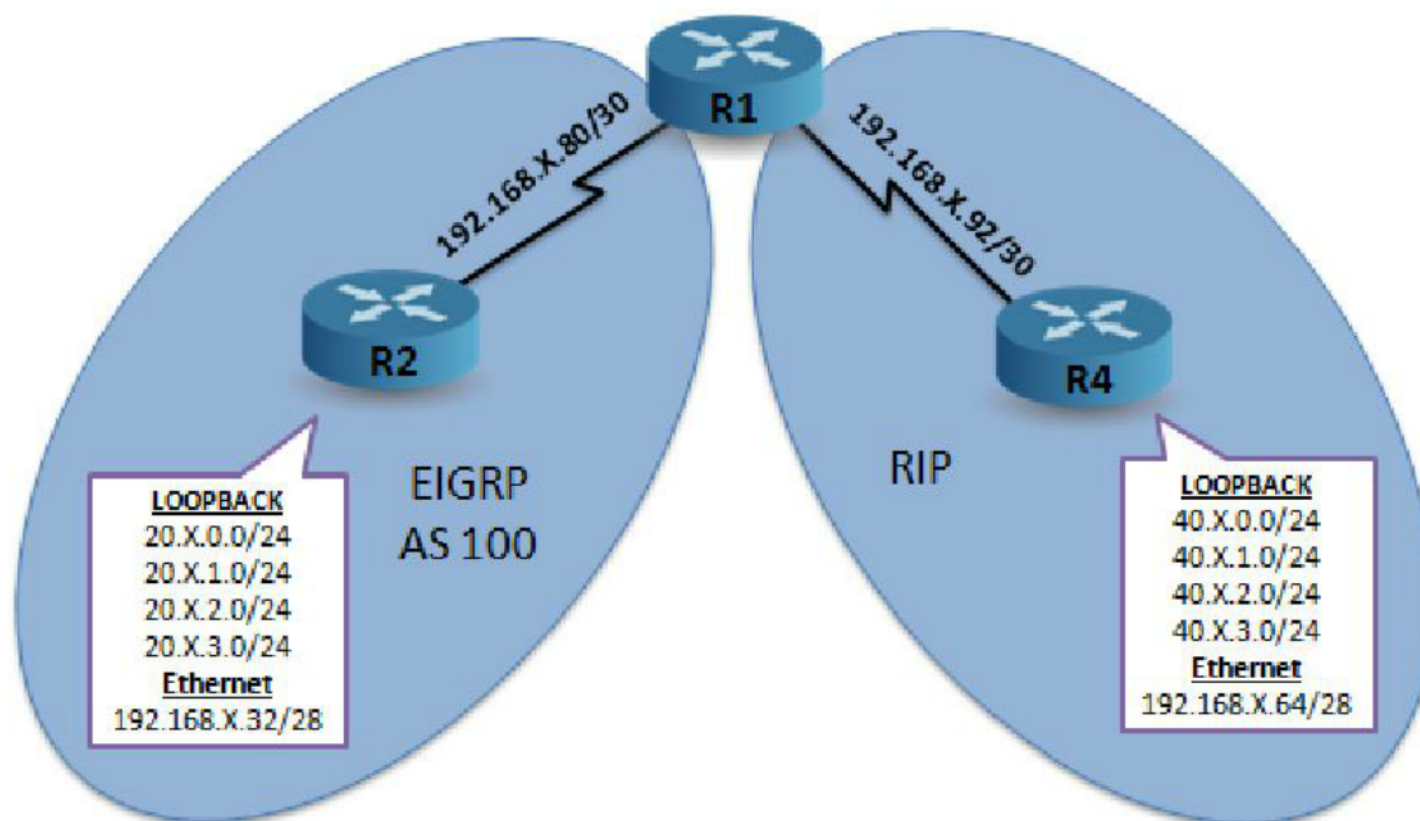 R1
192.168.X.80/30
192.168.X.92/30
R2
R4
EIGRP
AS 100
RIP
LOOPBACK
20.X.0.0/24
20.X.1.0/24
20.X.2.0/24
20.X.3.0/24
Ethernet
192.168.X.32/28
LOOPBACK
40.X.0.0/24
40.X.1.0/24
40.X.2.0/24
40.X.3.0/24
Ethernet
192.168.X.64/28